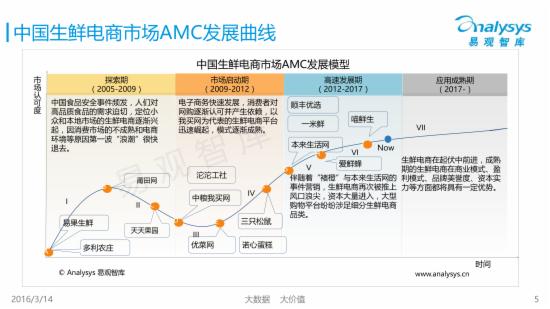 中国生鲜电商市场AMC发展曲线
analysys
易观智库
中国生鲜电商市场AMC发展模型
市场认可度
探索期
(2005-2009)
市场启动期
(2009-2012)
高速发展期
(2012-2017)
应用成熟期
(2017-)
中国食品安全事件频发，人们对
高品质食品的需求迫切，定位小
众和本地市场的生鲜电商逐渐兴
起，因消费市场的不成熟和电商
环境等原因第一波“浪潮”很快
退去。
电子商务快速发展，消费者对
网购逐渐认可并产生依赖，以
我买网为代表的生鲜电商平台
迅速崛起，模式逐渐成熟。
顺丰优选
一米鲜
本来生活网
嘿鲜生
爱鲜蜂
Now
伴随着“褚橙”与本来生活网的
事件营销，生鲜电商再次被推上
风口浪尖，资本大量进入，大型
购物平台纷纷涉足细分生鲜电商
品类。
生鲜电商在起伏中前进，成熟
期的生鲜电商在商业模式、盈
利模式、品牌美誉度、资本实
力等方面都将具有一定优势。
I
II
III
IV
V
VI
VII
易果生鲜
多利农庄
莆田网
天天果园
沱沱工社
中粮我买网
优菜网
三只松鼠
诺心蛋糕
易观智库
时间
© Analysys 易观智库
www.analysys.cn
2016/3/14
大数据 大价值
5